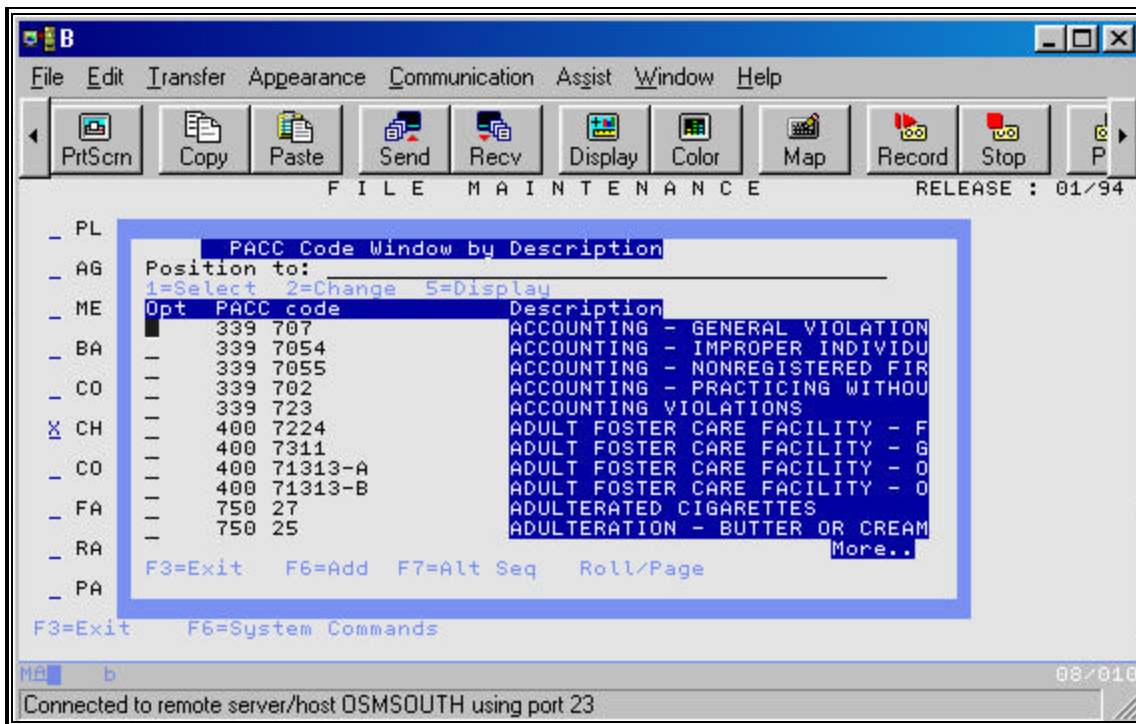 B
File Edit Transfer Appearance Communication Assist Window Help
PrtScrn Copy Paste Send Recv Display Color Map Record Stop P
F I L E M A I N T E N A N C E RELEASE : 01/94
_ PL
PACC Code Window by Description
_ AG Position to:
1=Select 2=Change 5=Display
_ ME Opt PACC code Description
339 707 ACCOUNTING - GENERAL VIOLATION
_ BA _ 339 7054 ACCOUNTING - IMPROPER INDIVIDU
_ 339 7055 ACCOUNTING - NONREGISTERED FIR
_ CO _ 339 702 ACCOUNTING - PRACTICING WITHOU
_ 339 723 ACCOUNTING VIOLATIONS
X CH _ 400 7224 ADULT FOSTER CARE FACILITY - F
_ 400 7311 ADULT FOSTER CARE FACILITY - G
_ CO _ 400 71313-A ADULT FOSTER CARE FACILITY - O
_ 400 71313-B ADULT FOSTER CARE FACILITY - O
_ FA _ 750 27 ADULTERATED CIGARETTES
_ 750 25 ADULTERATION - BUTTER OR CREAM
_ RA More..
F3=Exit F6=Add F7=Alt Seq Roll/Page
_ PA
F3=Exit F6=System Commands
MA b 08/010
Connected to remote server/host OSMSOUTH using port 23